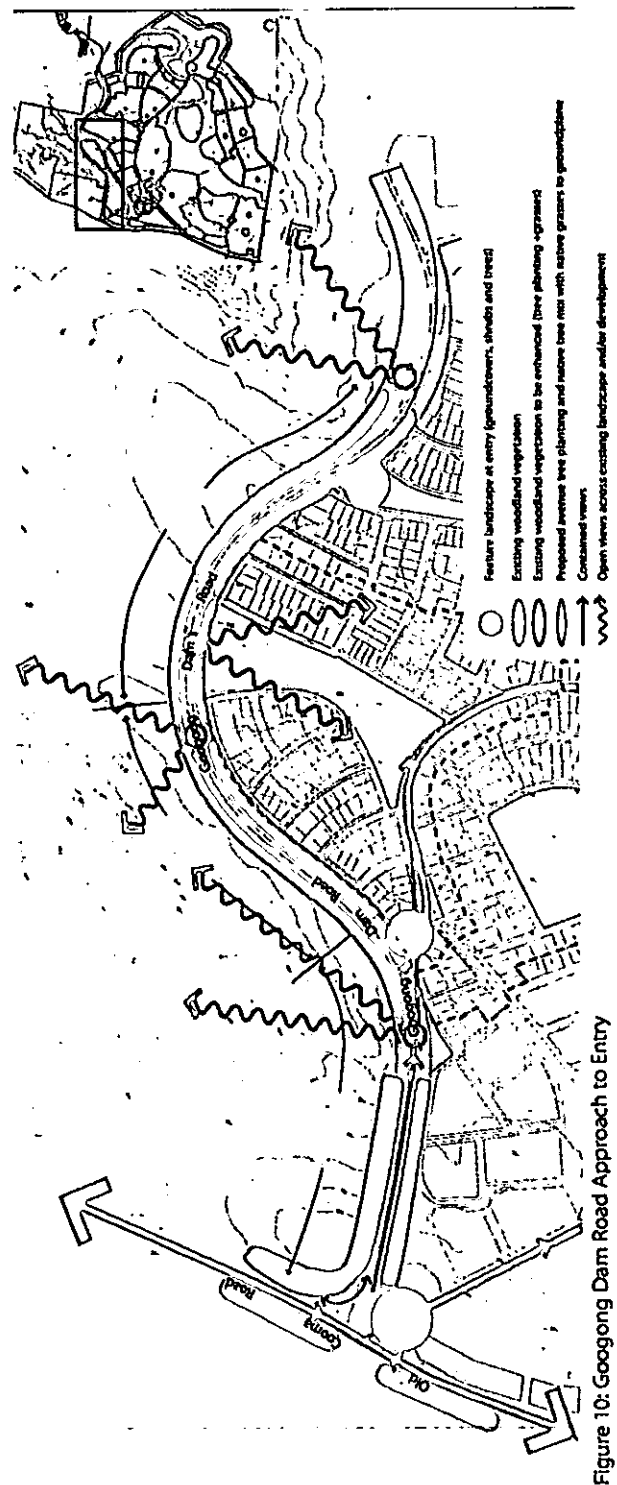 Feature landscape at entry (groundcovers, shrubs and trees)
Existing woodland vegetation
Existing woodland vegetation to be enhanced (tree planting + grasses)
Proposed avenue tree planting and native tree mix with native grasses to groundplane
Contained views
Open views across existing landscape and/or development
Old Cooma Road
Googong Dam Road
Googong Dam Road
Figure 10: Googong Dam Road Approach to Entry